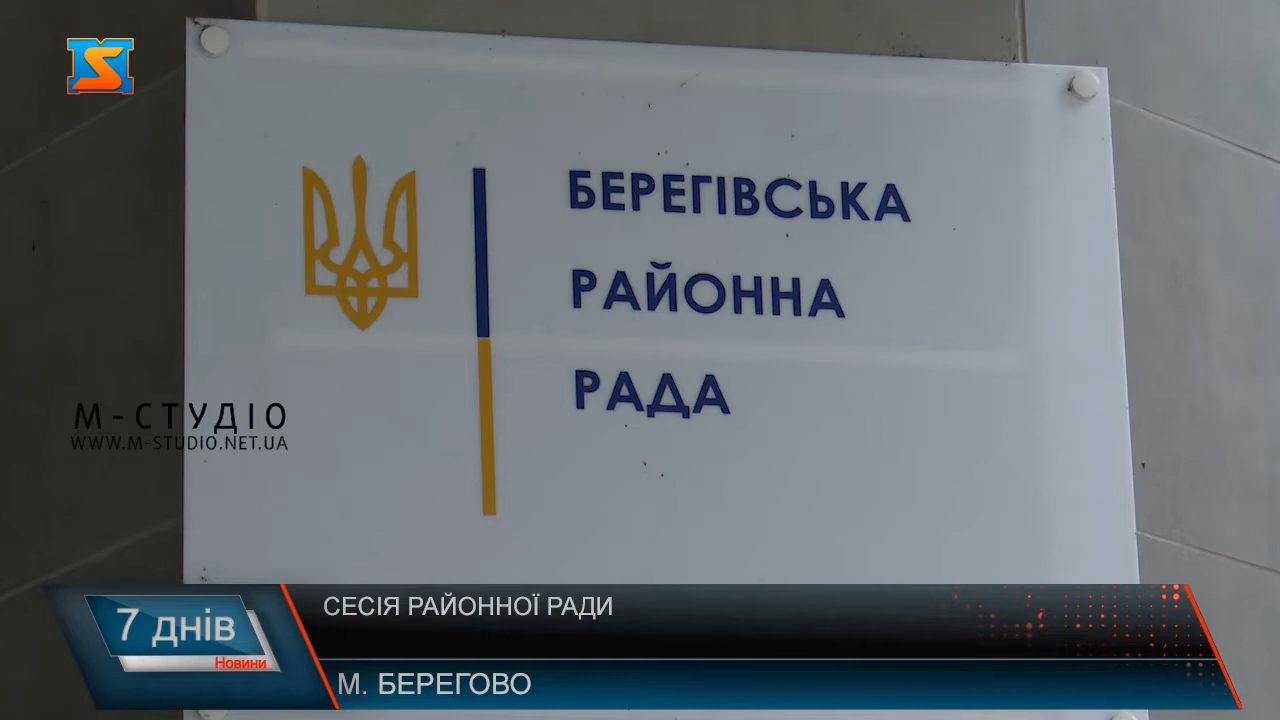 БЕРЕГІВСЬКА
РАЙОННА
РАДА
М-СТУДІО
WWW.M-STUDIO.NET.UA
7 днів
Новини
СЕСІЯ РАЙОННОЇ РАДИ
М. БЕРЕГОВО